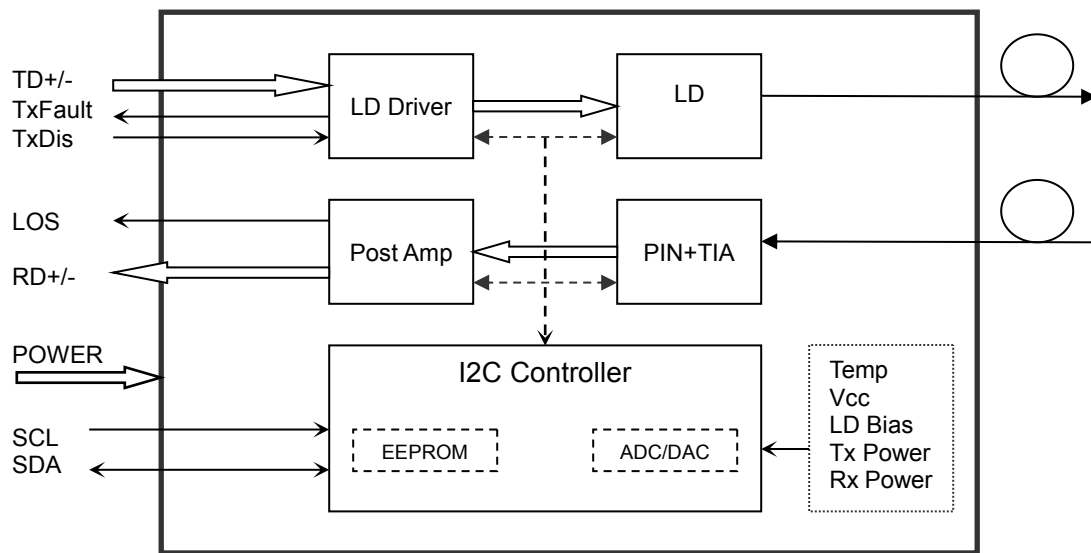 TD+/-
TxFault
TxDis
LD Driver
LD
LOS
RD+/-
Post Amp
PIN+TIA
POWER
SCL
SDA
I2C Controller
EEPROM
ADC/DAC
Temp
Vcc
LD Bias
Tx Power
Rx Power